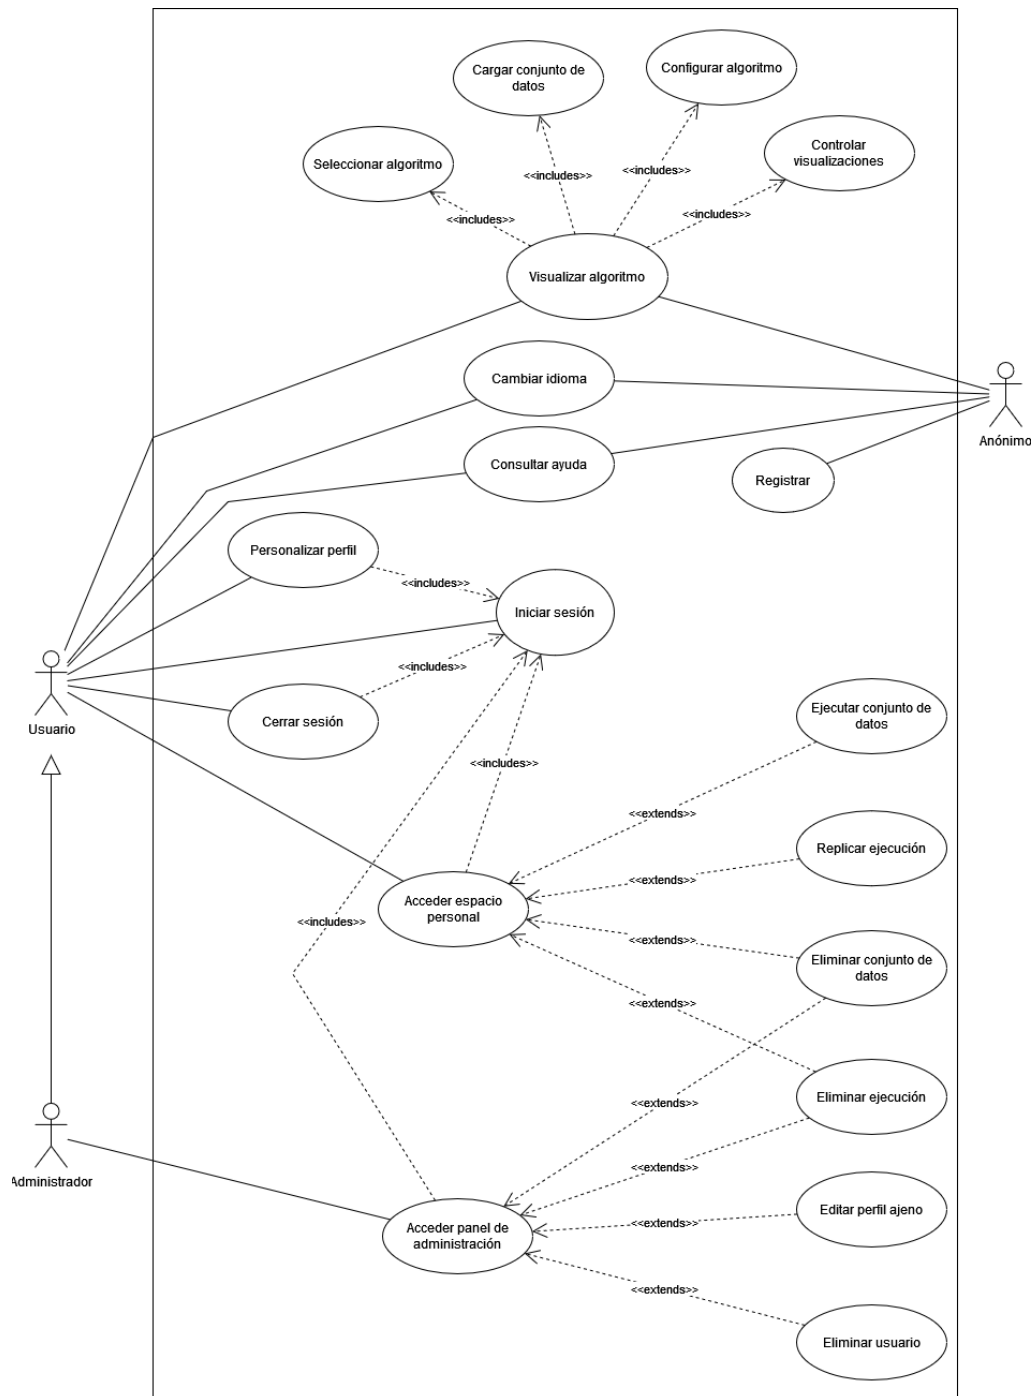 Cargar conjunto de
datos
Configurar algoritmo
Controlar
visualizaciones
Seleccionar algoritmo
<<includes>>
<<includes>>
<<includes>>
<<includes>>
Visualizar algoritmo
Cambiar idioma
Anónimo
Consultar ayuda
Registrar
Personalizar perfil
<<includes>>
Iniciar sesión
<<includes>>
Usuario
Cerrar sesión
Ejecutar conjunto de
datos
<<includes>>
<<extends>>
Replicar ejecución
<<extends>>
Acceder espacio
personal
<<includes>>
<<extends>>
Eliminar conjunto de
datos
<<extends>>
Eliminar ejecución
<<extends>>
<<extends>>
Administrador
Editar perfil ajeno
<<extends>>
Acceder panel de
administración
<<extends>>
Eliminar usuario